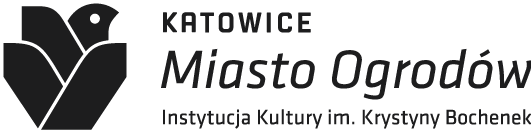 KATOWICE
Miasto Ogrodów
Instytucja Kultury im. Krystyny Bochenek